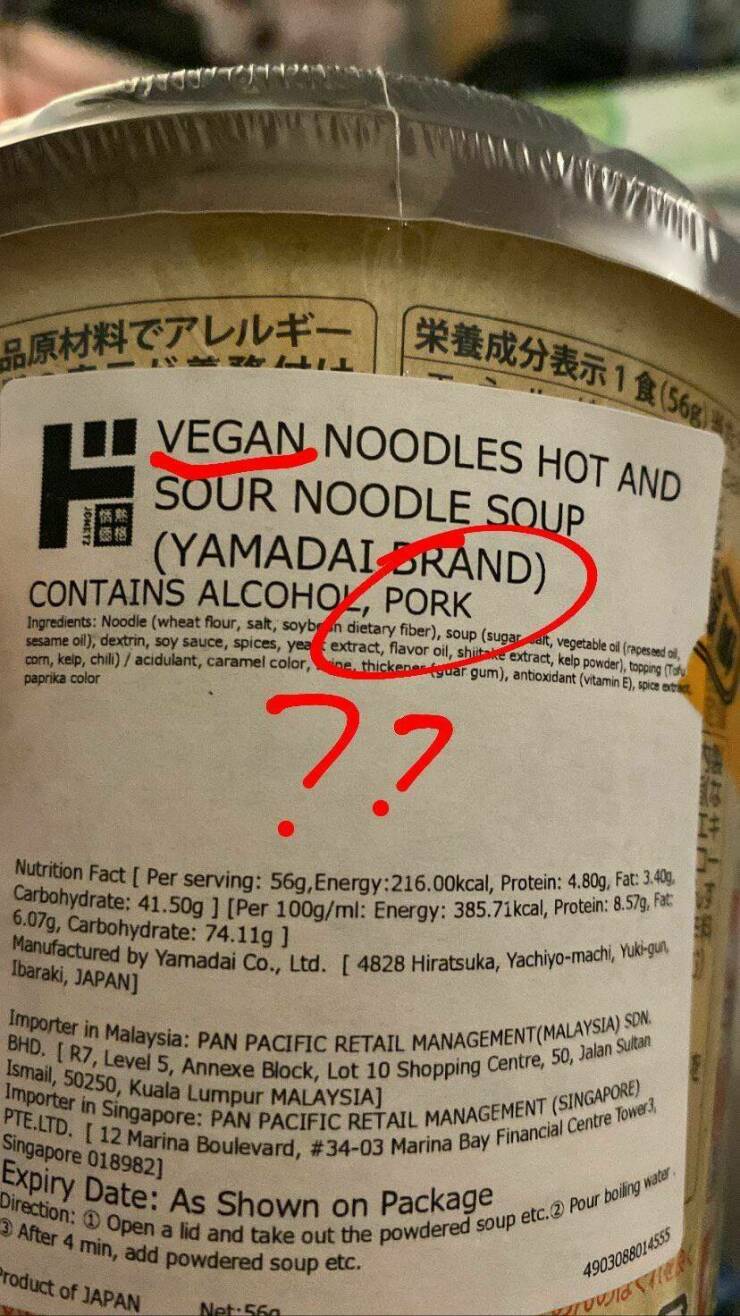 品原材料でアレルギー
栄養成分表示1食(56g)
JONETZ
情熱
価格
VEGAN NOODLES HOT AND
SOUR NOODLE SOUP
(YAMADAI BRAND)
CONTAINS ALCOHOL, PORK
Ingredients: Noodle (wheat flour, salt, dietary fiber), soup (sugar, vegetable oil (rapeseed oil,
sesame oil), dextrin, soy sauce, spices, extract, flavor oil, extract, kelp powder), topping (Tofu
corn, kelp, chili) / acidulant, caramel color, thickener (guar gum), antioxidant (vitamin E), spice extract,
paprika color
??
Nutrition Fact [ Per serving: 56g,Energy:216.00kcal, Protein: 4.80g, Fat: 3.40g,
Carbohydrate: 41.50g ] [Per 100g/ml: Energy: 385.71kcal, Protein: 8.57g, Fat:
6.07g, Carbohydrate: 74.11g ]
Manufactured by Yamadai Co., Ltd. [ 4828 Hiratsuka, Yachiyo-machi, Yuki-gun,
Ibaraki, JAPAN]
Importer in Malaysia: PAN PACIFIC RETAIL MANAGEMENT(MALAYSIA) SDN.
BHD. [ R7, Level 5, Annexe Block, Lot 10 Shopping Centre, 50, Jalan Sultan
Ismail, 50250, Kuala Lumpur MALAYSIA]
Importer in Singapore: PAN PACIFIC RETAIL MANAGEMENT (SINGAPORE)
PTE.LTD. [ 12 Marina Boulevard, #34-03 Marina Bay Financial Centre Tower3,
Singapore 018982]
Expiry Date: As Shown on Package
Direction: ① Open a lid and take out the powdered soup etc.② Pour boiling water.
③ After 4 min, add powdered soup etc.
4903088014555
Product of JAPAN
Net:56g